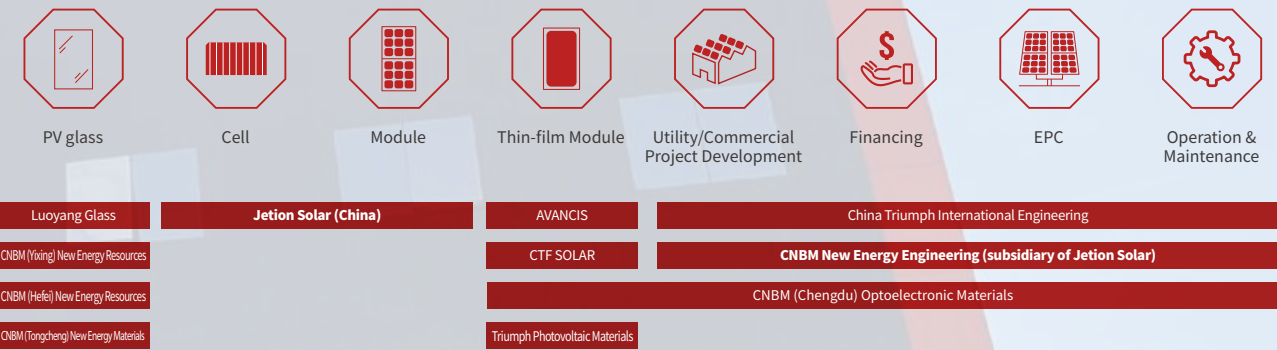 $
PV glass
Cell
Module
Thin-film Module
Utility/Commercial
Project Development
Financing
EPC
Operation &
Maintenance
Luoyang Glass
Jetion Solar (China)
AVANCIS
China Triumph International Engineering
CNBM (Yixing) New Energy Resources
CTF SOLAR
CNBM New Energy Engineering (subsidiary of Jetion Solar)
CNBM (Hefei) New Energy Resources
CNBM (Chengdu) Optoelectronic Materials
CNBM (Tongcheng) New Energy Materials
Triumph Photovoltaic Materials